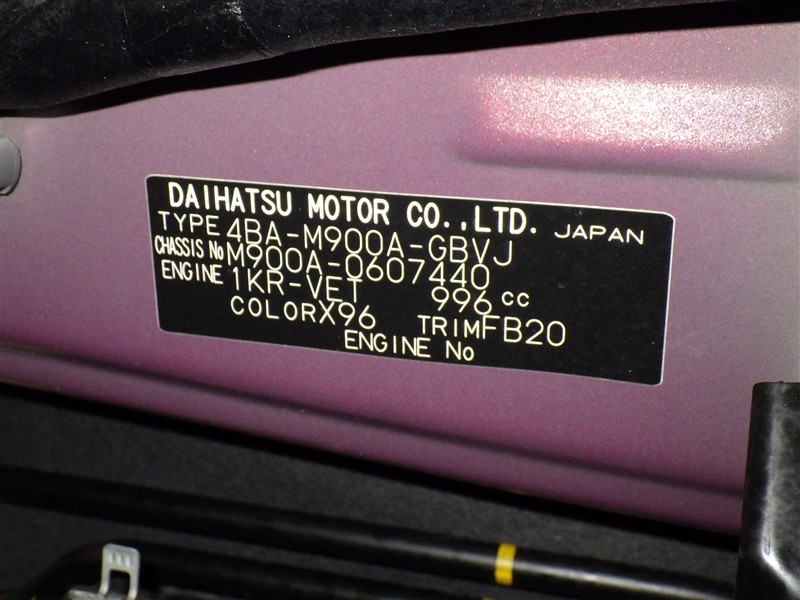 DAIHATSU MOTOR CO.,LTD. JAPAN
TYPE 4BA-M900A-GBVJ
CHASSIS No M900A-0607440
ENGINE 1KR-VET 996 cc
COLOR X96 TRIM FB20
ENGINE No